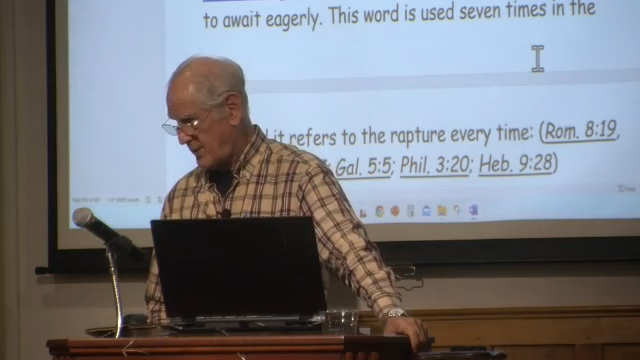 to await eagerly. This word is used seven times in the
it refers to the rapture every time: (Rom. 8:19,
Gal. 5:5; Phil. 3:20; Heb. 9:28)